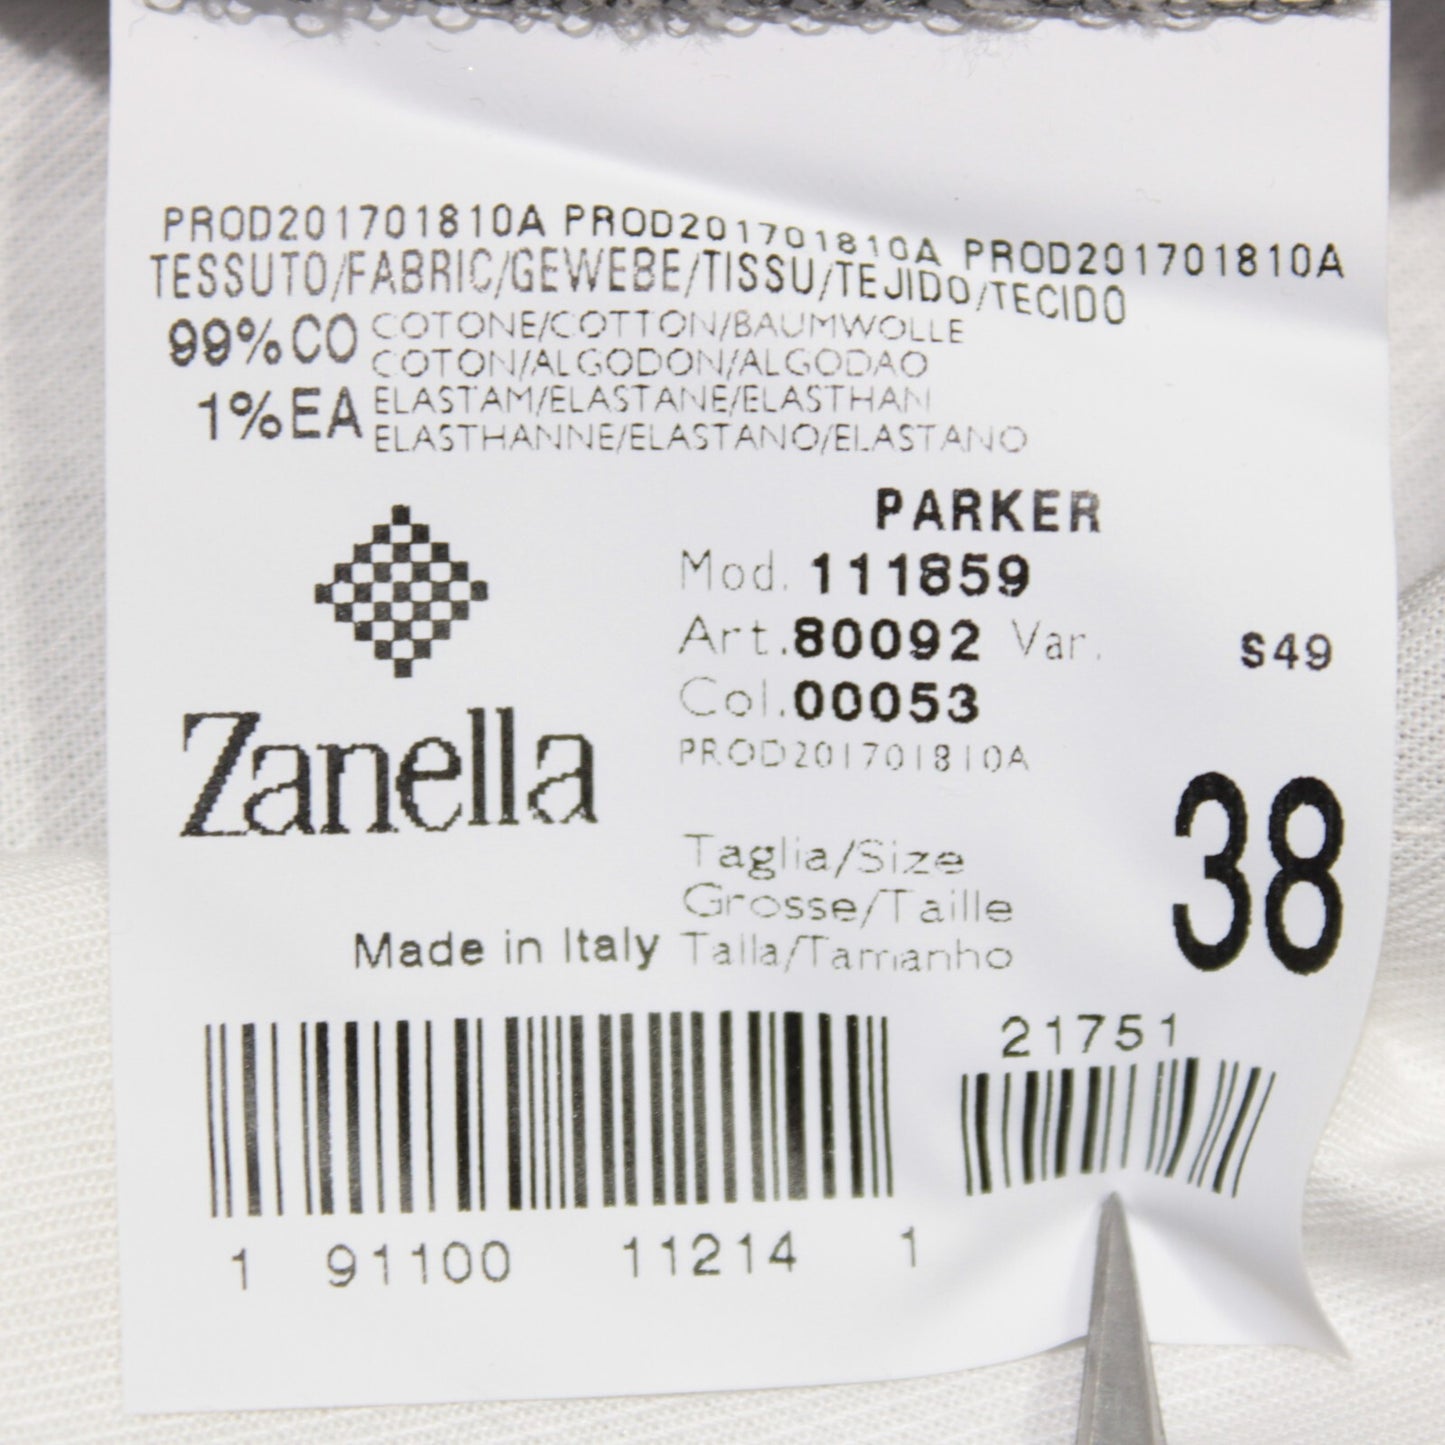 PROD201701810A PROD201701810A PROD201701810A
TESSUTO/FABRIC/GEWEBE/TISSU/TEJIDO/TECIDO
99%CO COTONE/COTTON/BAUMWOLLE
COTON/ALGODON/ALGODAO
1%EA ELASTAM/ELASTANE/ELASTHAN
ELASTHANNE/ELASTANO/ELASTANO
PARKER
Mod. 111859
Art.80092 Var. S49
Col.00053
PROD201701810A
Zanella
Taglia/Size
Grosse/Taille
Talla/Tamanho
38
Made in Italy
21751
1 91100 11214 1